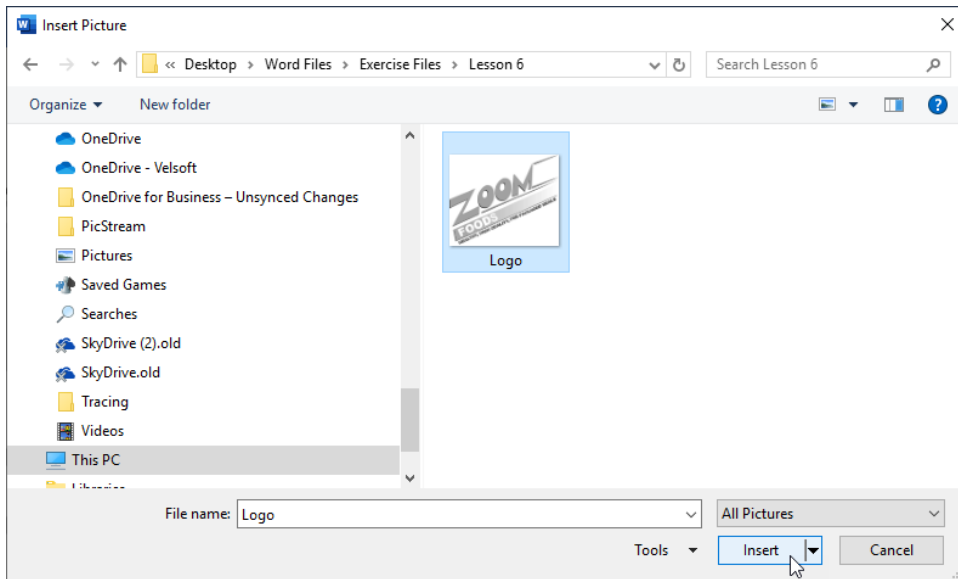 Insert Picture
« Desktop > Word Files > Exercise Files > Lesson 6
Search Lesson 6
Organize
New folder
OneDrive
OneDrive - Velsoft
OneDrive for Business – Unsynced Changes
PicStream
Pictures
Saved Games
Searches
SkyDrive (2).old
SkyDrive.old
Tracing
Videos
This PC
Libraries
ZOOM
FOODS
Logo
File name: Logo
All Pictures
Tools
Insert
Cancel